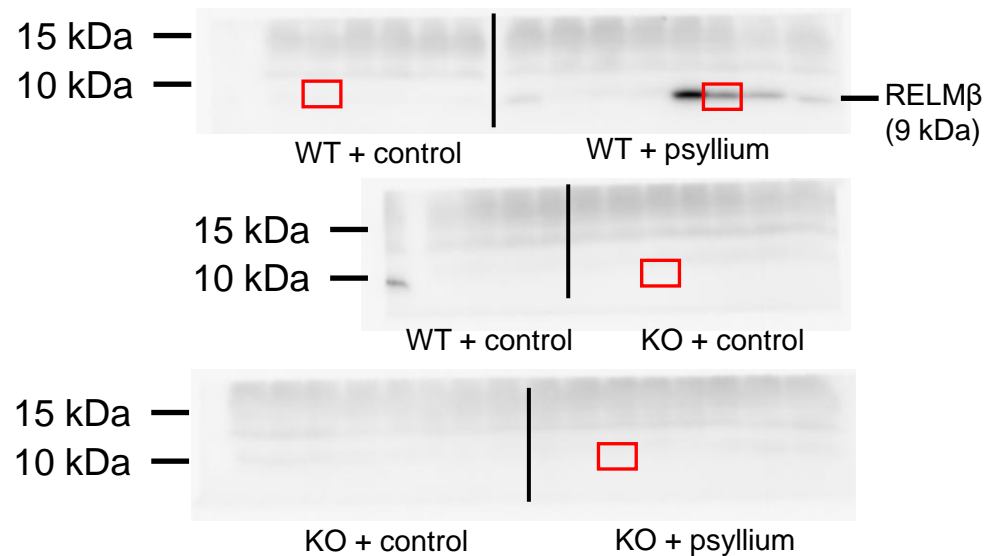 15 kDa
10 kDa
RELMβ
(9 kDa)
WT + control
WT + psyllium
15 kDa
10 kDa
WT + control
KO + control
15 kDa
10 kDa
KO + control
KO + psyllium